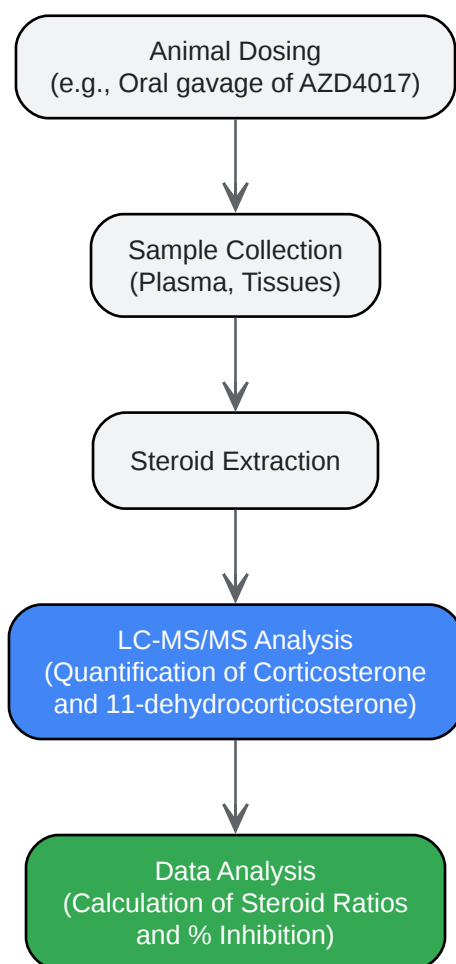 Animal Dosing
(e.g., Oral gavage of AZD4017)
Sample Collection
(Plasma, Tissues)
Steroid Extraction
LC-MS/MS Analysis
(Quantification of Corticosterone
and 11-dehydrocorticosterone)
Data Analysis
(Calculation of Steroid Ratios
and % Inhibition)